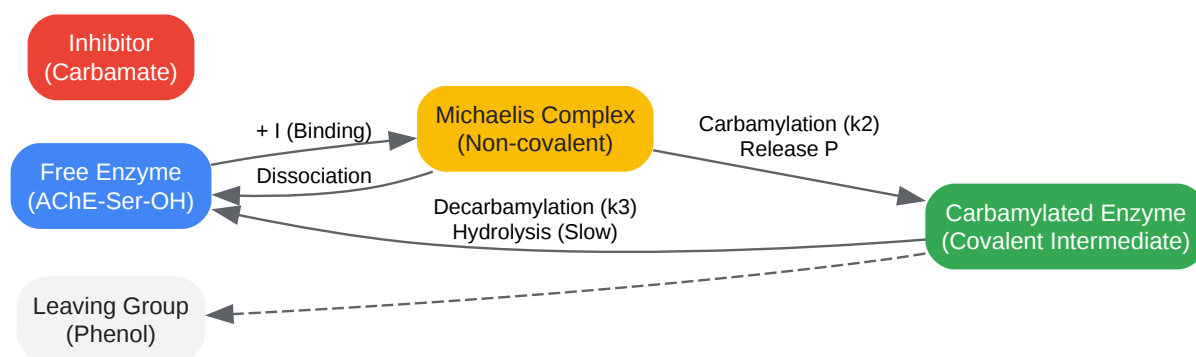 Inhibitor
(Carbamate)
Free Enzyme
(AChE-Ser-OH)
+ I (Binding)
Dissociation
Michaelis Complex
(Non-covalent)
Carbamylation (k2)
Release P
Decarbamylation (k3)
Hydrolysis (Slow)
Carbamylated Enzyme
(Covalent Intermediate)
Leaving Group
(Phenol)